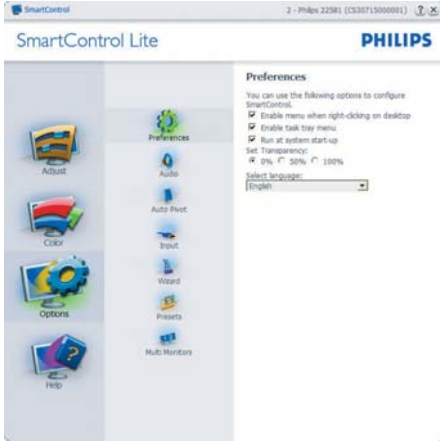 SmartControl
2 - Philips 225B1 (CS30715000001)
SmartControl Lite
PHILIPS
Adjust
Color
Options
Help
Preferences
Audio
Auto Pivot
Input
Wizard
Presets
Multi Monitors
Preferences
You can use the following options to configure
SmartControl.
Enable menu when right-clicking on desktop
Enable task tray menu
Run at system start-up
Set Transparency:
0% 50% 100%
Select language:
English